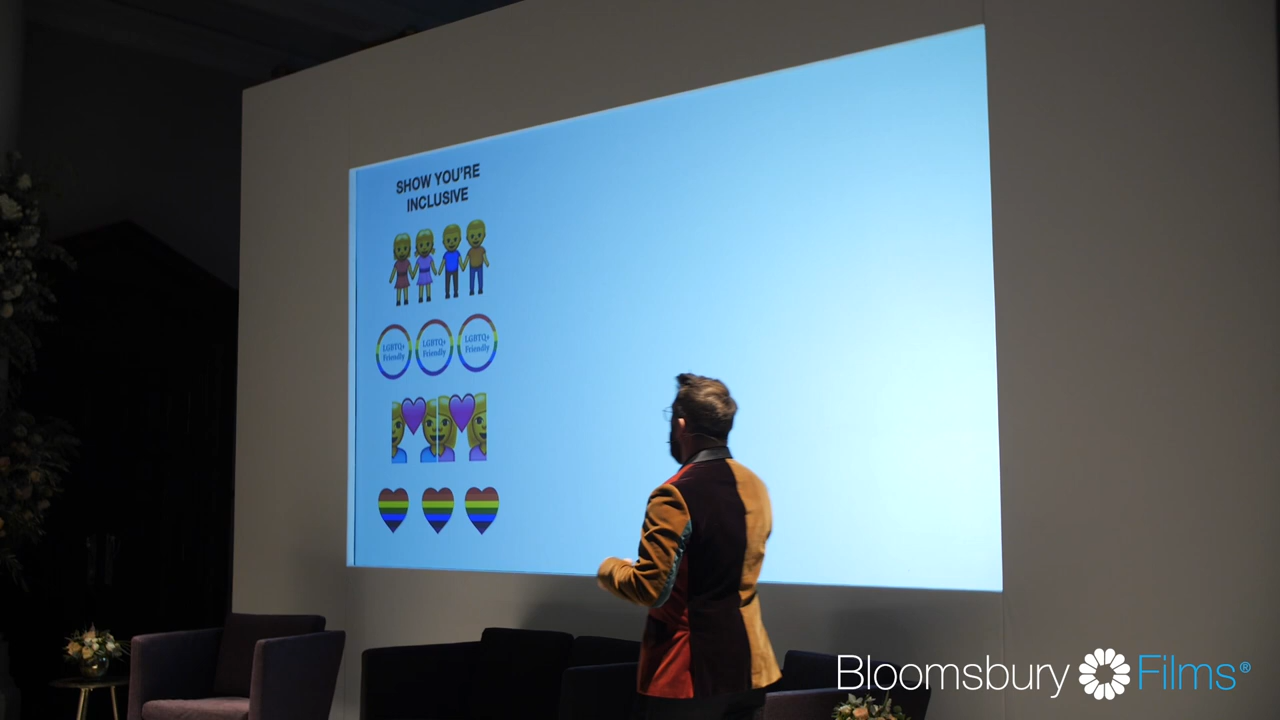 SHOW YOU'RE
INCLUSIVE
LGBTQ+
Friendly
LGBTQ+
Friendly
LGBTQ+
Friendly
Bloomsbury Films®